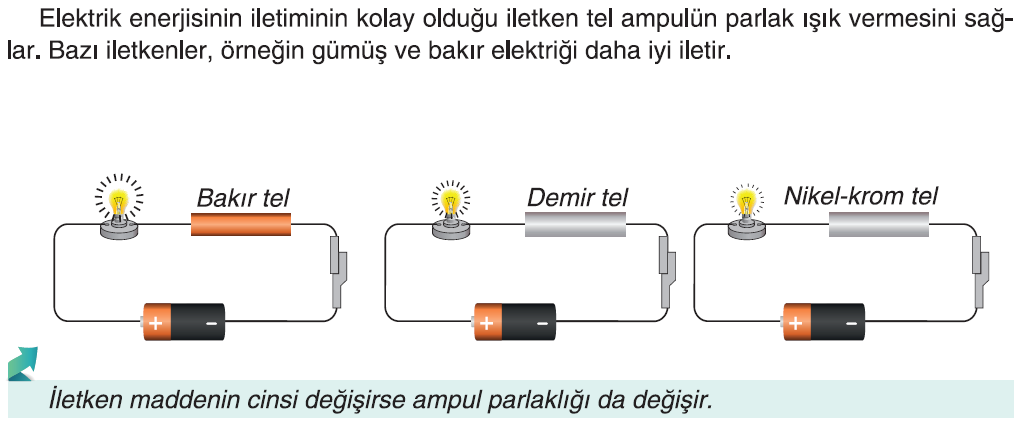 Elektrik enerjisinin iletiminin kolay olduğu iletken tel ampulün parlak ışık vermesini sağ-
lar. Bazı iletkenler, örneğin gümüş ve bakır elektriği daha iyi iletir.
Bakır tel
Demir tel
Nikel-krom tel
+ -
+ -
+ -
İletken maddenin cinsi değişirse ampul parlaklığı da değişir.